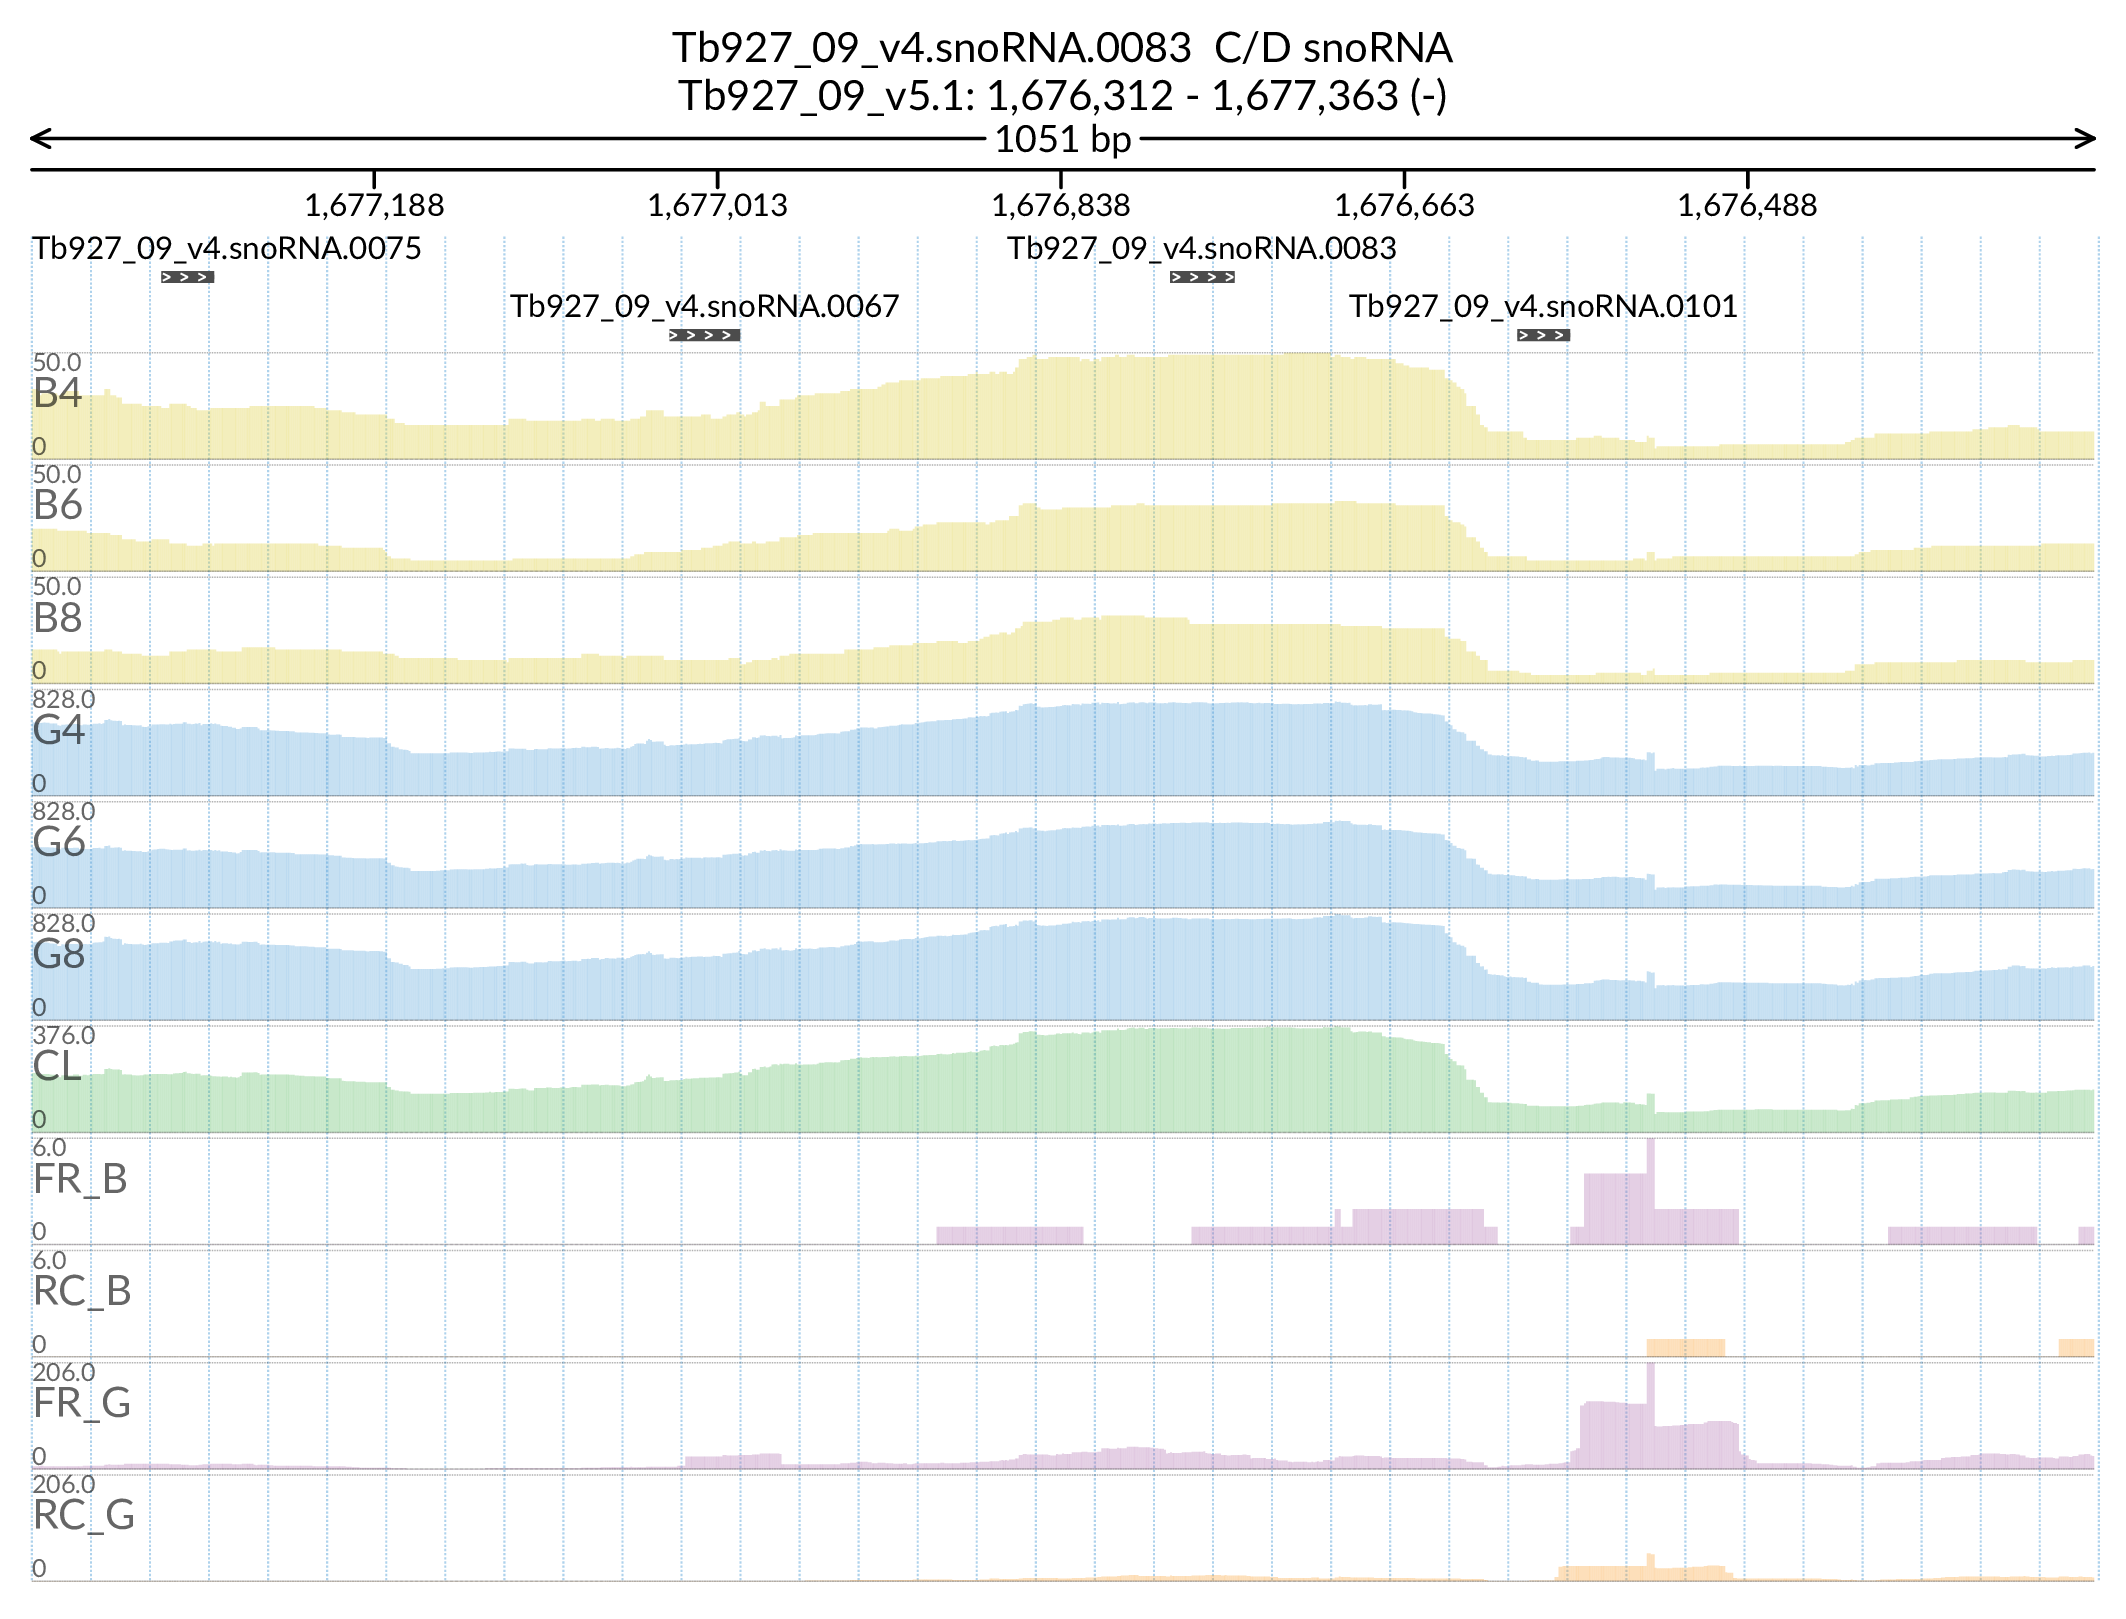 Tb927_09_v4.snoRNA.0083  C/D snoRNA
Tb927_09_v5.1: 1,676,312 - 1,677,363 (-)
1051 bp
1,677,188 1,677,013 1,676,838 1,676,663 1,676,488
Tb927_09_v4.snoRNA.0075 Tb927_09_v4.snoRNA.0083
Tb927_09_v4.snoRNA.0067 Tb927_09_v4.snoRNA.0101
50.0
B4
0
50.0
B6
0
50.0
B8
0
828.0
G4
0
828.0
G6
0
828.0
G8
0
376.0
CL
0
6.0
FR_B
0
6.0
RC_B
0
206.0
FR_G
0
206.0
RC_G
0